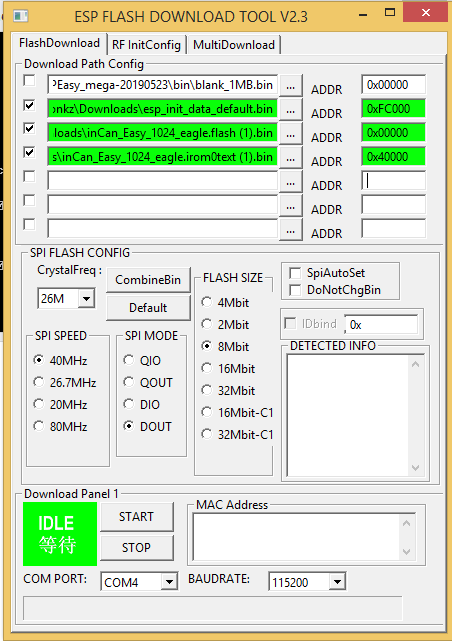 ESP FLASH DOWNLOAD TOOL V2.3
FlashDownload RF InitConfig MultiDownload
Download Path Config
PEasy_mega-20190523\bin\blank_1MB.bin ... ADDR 0x00000
onkz\Downloads\esp_init_data_default.bin ... ADDR 0xFC000
loads\inCan_Easy_1024_eagle.flash (1).bin ... ADDR 0x00000
s\inCan_Easy_1024_eagle.irom0text (1).bin ... ADDR 0x40000
... ADDR
... ADDR
... ADDR
SPI FLASH CONFIG
CrystalFreq :
26M
CombineBin
Default
SPI SPEED
40MHz
26.7MHz
20MHz
80MHz
SPI MODE
QIO
QOUT
DIO
DOUT
FLASH SIZE
4Mbit
2Mbit
8Mbit
16Mbit
32Mbit
16Mbit-C1
32Mbit-C1
SpiAutoSet
DoNotChgBin
IDbind 0x
DETECTED INFO
Download Panel 1
IDLE
等待
START
STOP
MAC Address
COM PORT: COM4 BAUDRATE: 115200